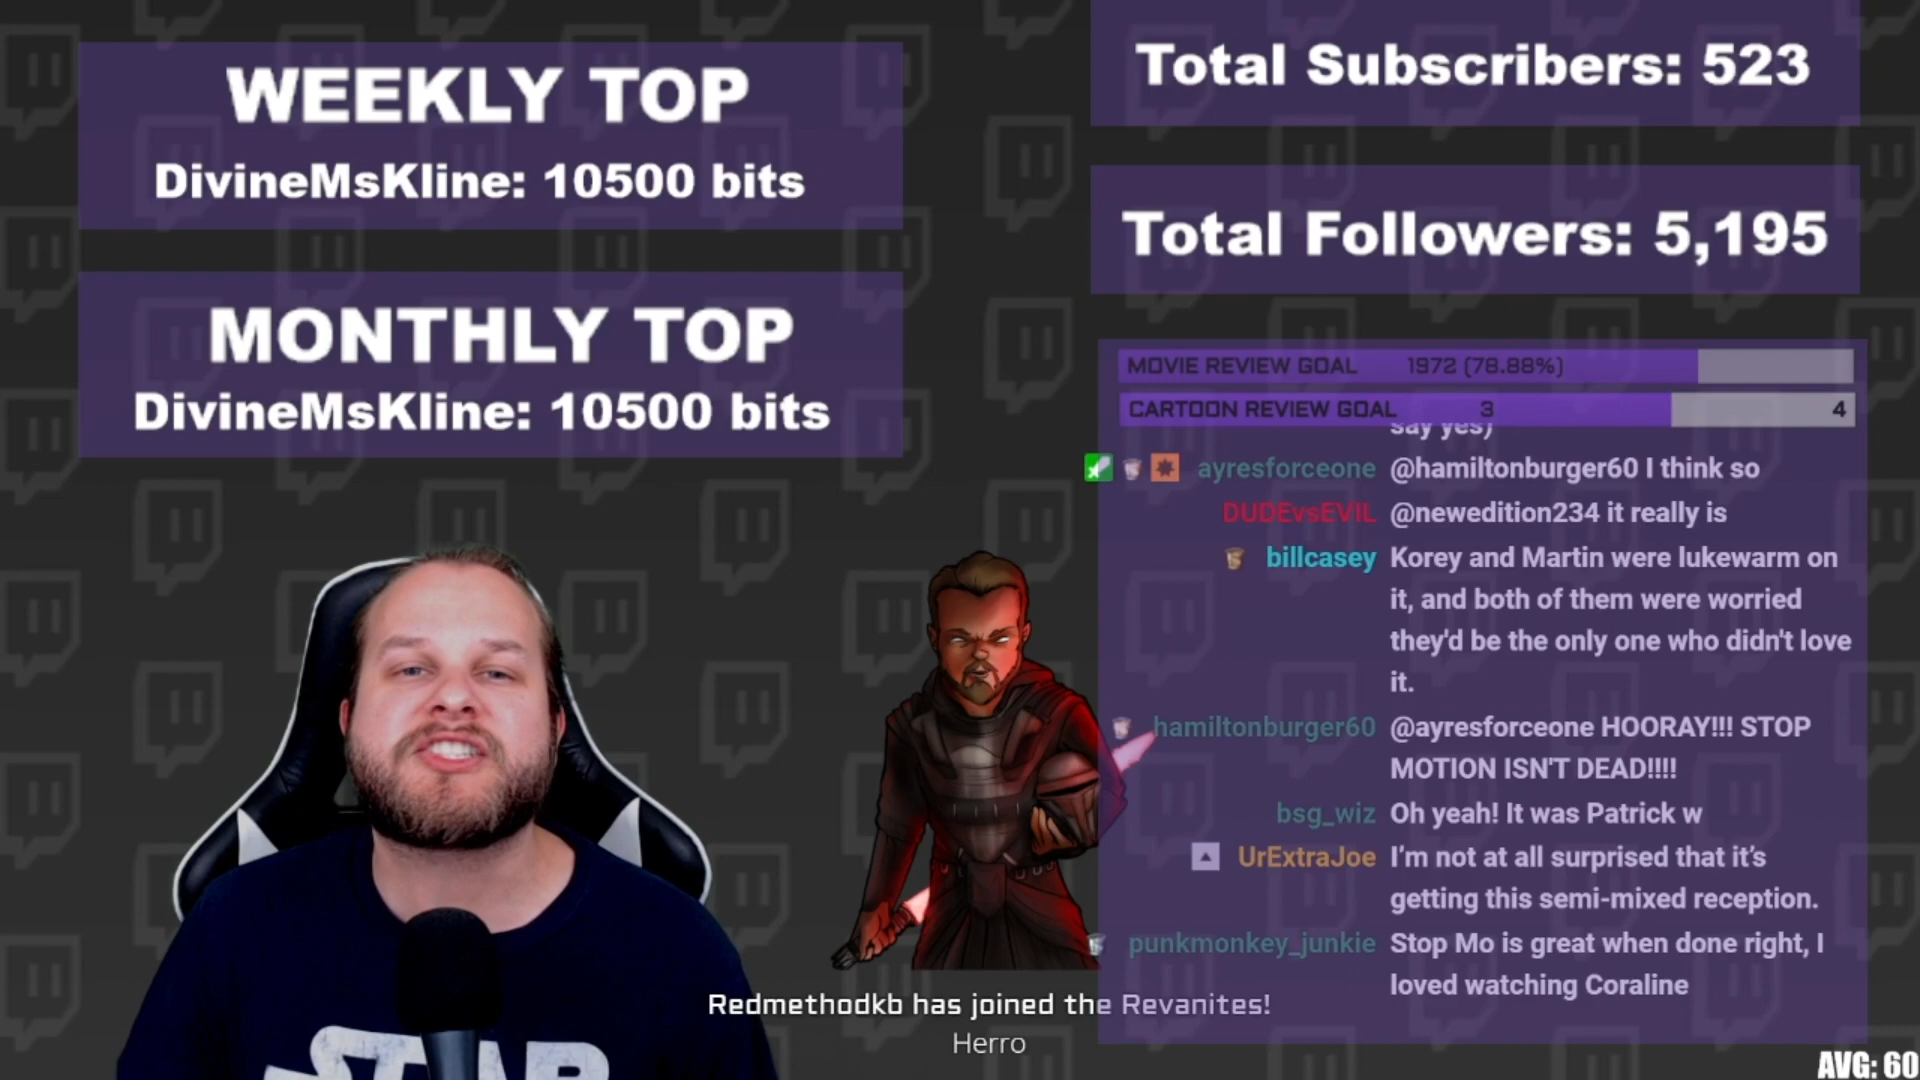 WEEKLY TOP
DivineMsKline: 10500 bits
MONTHLY TOP
DivineMsKline: 10500 bits
Total Subscribers: 523
Total Followers: 5,195
MOVIE REVIEW GOAL 1972 (78.88%)
CARTOON REVIEW GOAL 3 4
say yes)
ayresforceone @hamiltonburger60 I think so
DUDEvsEVIL @newedition234 it really is
billcasey Korey and Martin were lukewarm on
it, and both of them were worried
they'd be the only one who didn't love
it.
hamiltonburger60 @ayresforceone HOORAY!!! STOP
MOTION ISN'T DEAD!!!!
bsg_wiz Oh yeah! It was Patrick w
UrExtraJoe I’m not at all surprised that it’s
getting this semi-mixed reception.
punkmonkey_junkie Stop Mo is great when done right, I
loved watching Coraline
Redmethodkb has joined the Revanites!
Herro
AVG: 60